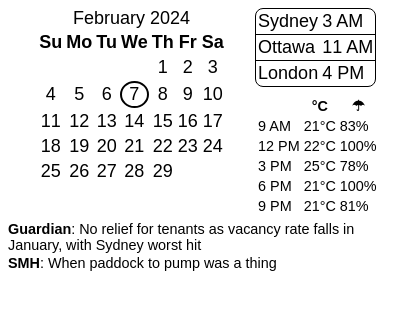 February 2024
Su Mo Tu We Th Fr Sa
1 2 3
4 5 6 7 8 9 10
11 12 13 14 15 16 17
18 19 20 21 22 23 24
25 26 27 28 29
Sydney 3 AM
Ottawa 11 AM
London 4 PM
°C ☂
9 AM 21°C 83%
12 PM 22°C 100%
3 PM 25°C 78%
6 PM 21°C 100%
9 PM 21°C 81%
Guardian: No relief for tenants as vacancy rate falls in
January, with Sydney worst hit
SMH: When paddock to pump was a thing